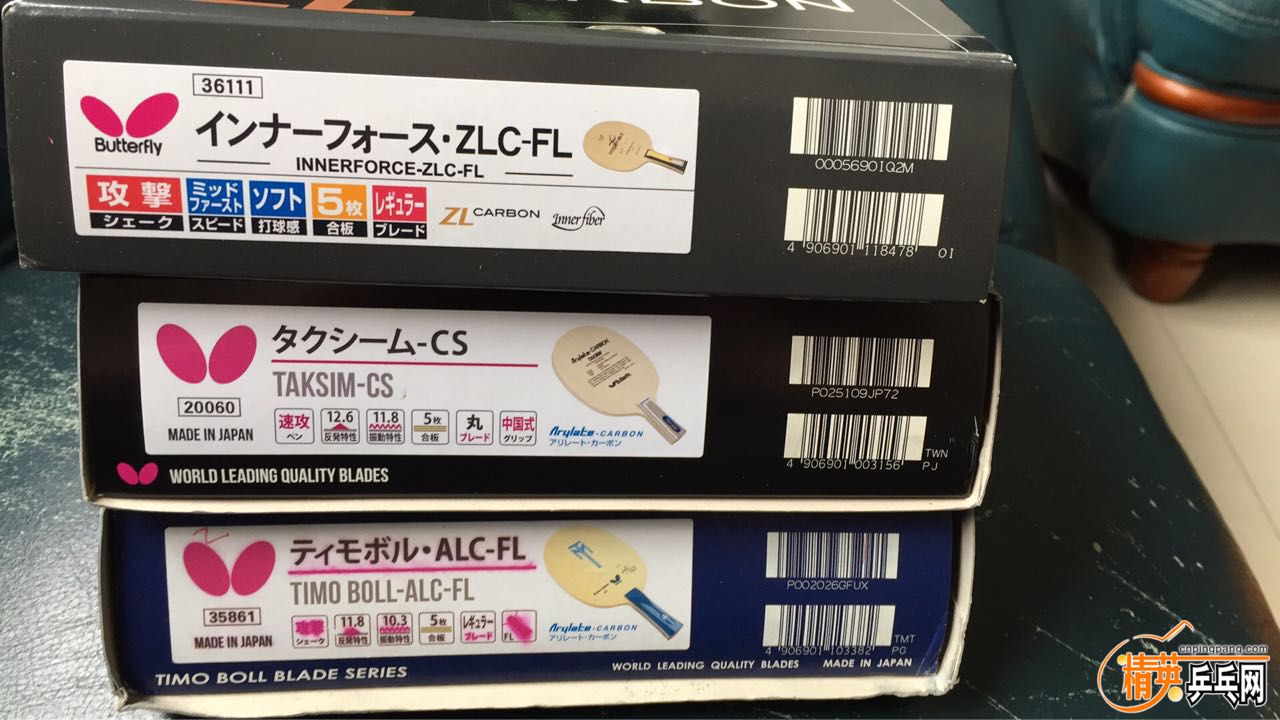 ZL CARBON
36111
Butterfly
インナーフォース・ZLC-FL
INNERFORCE-ZLC-FL
攻撃 シェーク
ミッドファースト スピード
ソフト 打球感
5枚 合板
レギュラー ブレード
ZL CARBON
Innerfiber
0005690IQ2M
4 906901 118478 01
タクシーム-CS
TAKSIM-CS
20060
MADE IN JAPAN
速攻 ペン
12.6 反発特性
11.8 振動特性
5枚 合板
丸 ブレード
中国式 グリップ
Arylate-CARBON
TAKSIM
Butterfly
Arylate-CARBON
アリレート・カーボン
WORLD LEADING QUALITY BLADES
PO25109JP72
TWN
4 906901 003156 PJ
ティモボル・ALC-FL
TIMO BOLL-ALC-FL
35861
MADE IN JAPAN
攻撃 シェーク
11.8 反発特性
10.3 振動特性
5枚 合板
レギュラー ブレード
FL
Arylate-CARBON
アリレート・カーボン
TIMO BOLL BLADE SERIES
WORLD LEADING QUALITY BLADES MADE IN JAPAN
PO02026GFUX
TMT
4 906901 103382 PG
cnpingpang.com
精英乒乓网